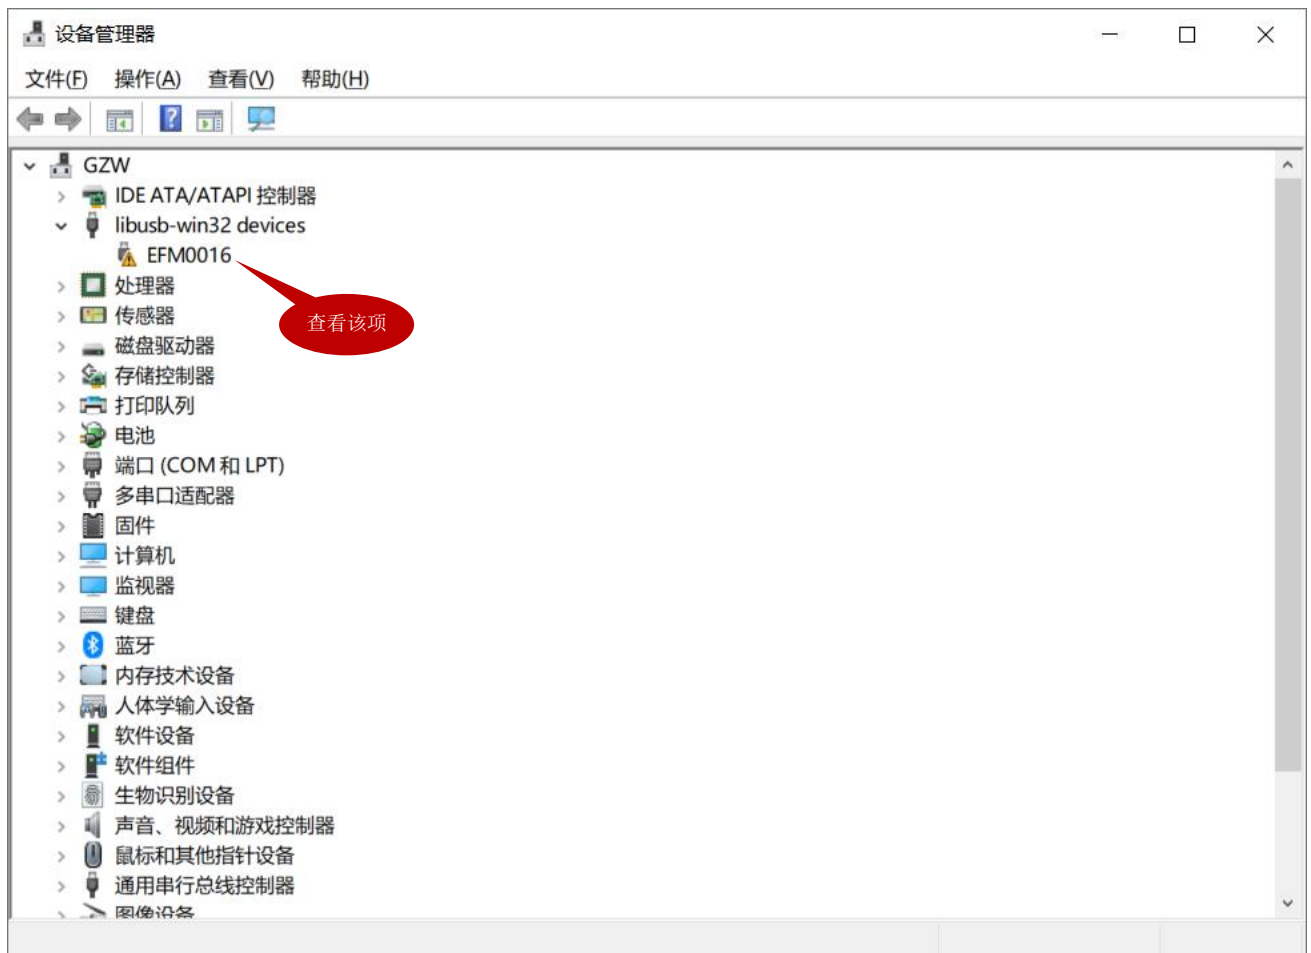 设备管理器
文件(F) 操作(A) 查看(V) 帮助(H)
GZW
IDE ATA/ATAPI 控制器
libusb-win32 devices
EFM0016
处理器
传感器
查看该项
磁盘驱动器
存储控制器
打印队列
电池
端口 (COM 和 LPT)
多串口适配器
固件
计算机
监视器
键盘
蓝牙
内存技术设备
人体学输入设备
软件设备
软件组件
生物识别设备
声音、视频和游戏控制器
鼠标和其他指针设备
通用串行总线控制器
图像设备